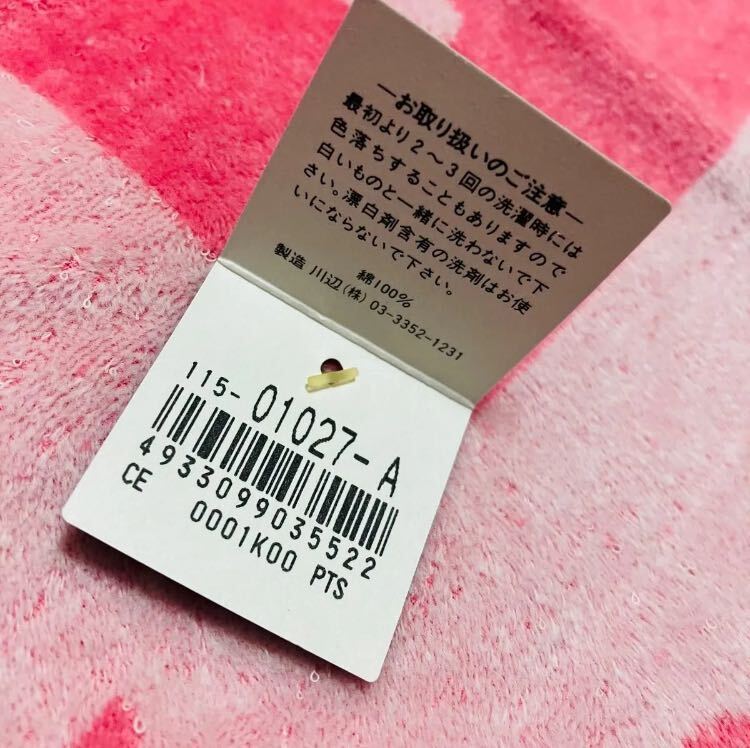 —お取り扱いのご注意—
最初より2〜3回の洗濯時には
色落ちすることもありますので
白いものと一緒に洗わないで下
さい。漂白剤含有の洗剤はお使
いにならないで下さい。
綿100%
製造 川辺(株) 03-3352-1231
115-01027-A
4933099035522
CE 0001K00 PTS